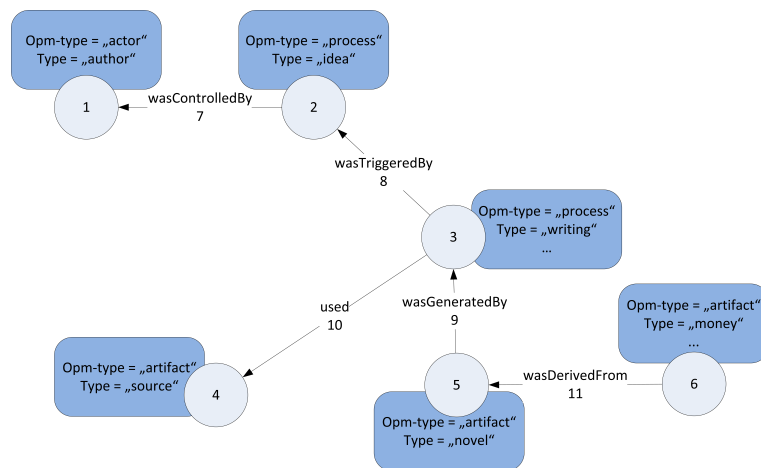 Opm-type = „actor“
Type = „author“
1
Opm-type = „process“
Type = „idea“
2
wasControlledBy
7
wasTriggeredBy
8
3
Opm-type = „process“
Type = „writing“
...
used
10
wasGeneratedBy
9
Opm-type = „artifact“
Type = „money“
...
6
Opm-type = „artifact“
Type = „source“
4
5
Opm-type = „artifact“
Type = „novel“
wasDerivedFrom
11